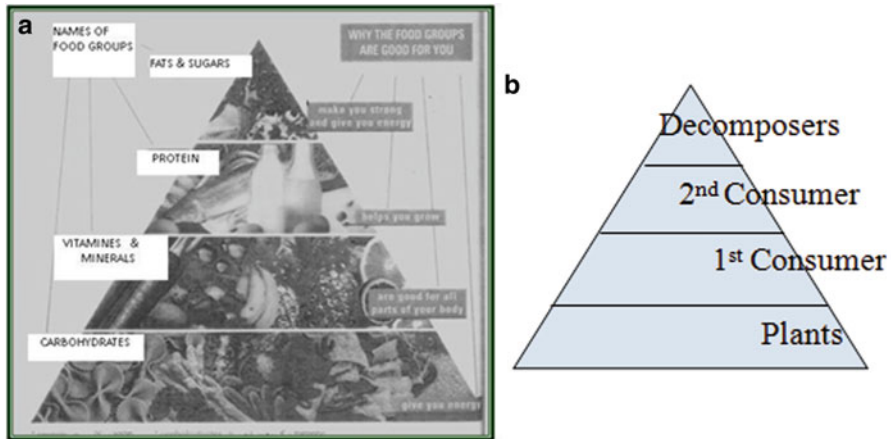 a
NAMES OF
FOOD GROUPS
WHY THE FOOD GROUPS
ARE GOOD FOR YOU
FATS & SUGARS
make you strong
and give you energy
PROTEIN
helps you grow
VITAMINES &
MINERALS
are good for all
parts of your body
CARBOHYDRATES
give you energy
b
Decomposers
2nd Consumer
1st Consumer
Plants